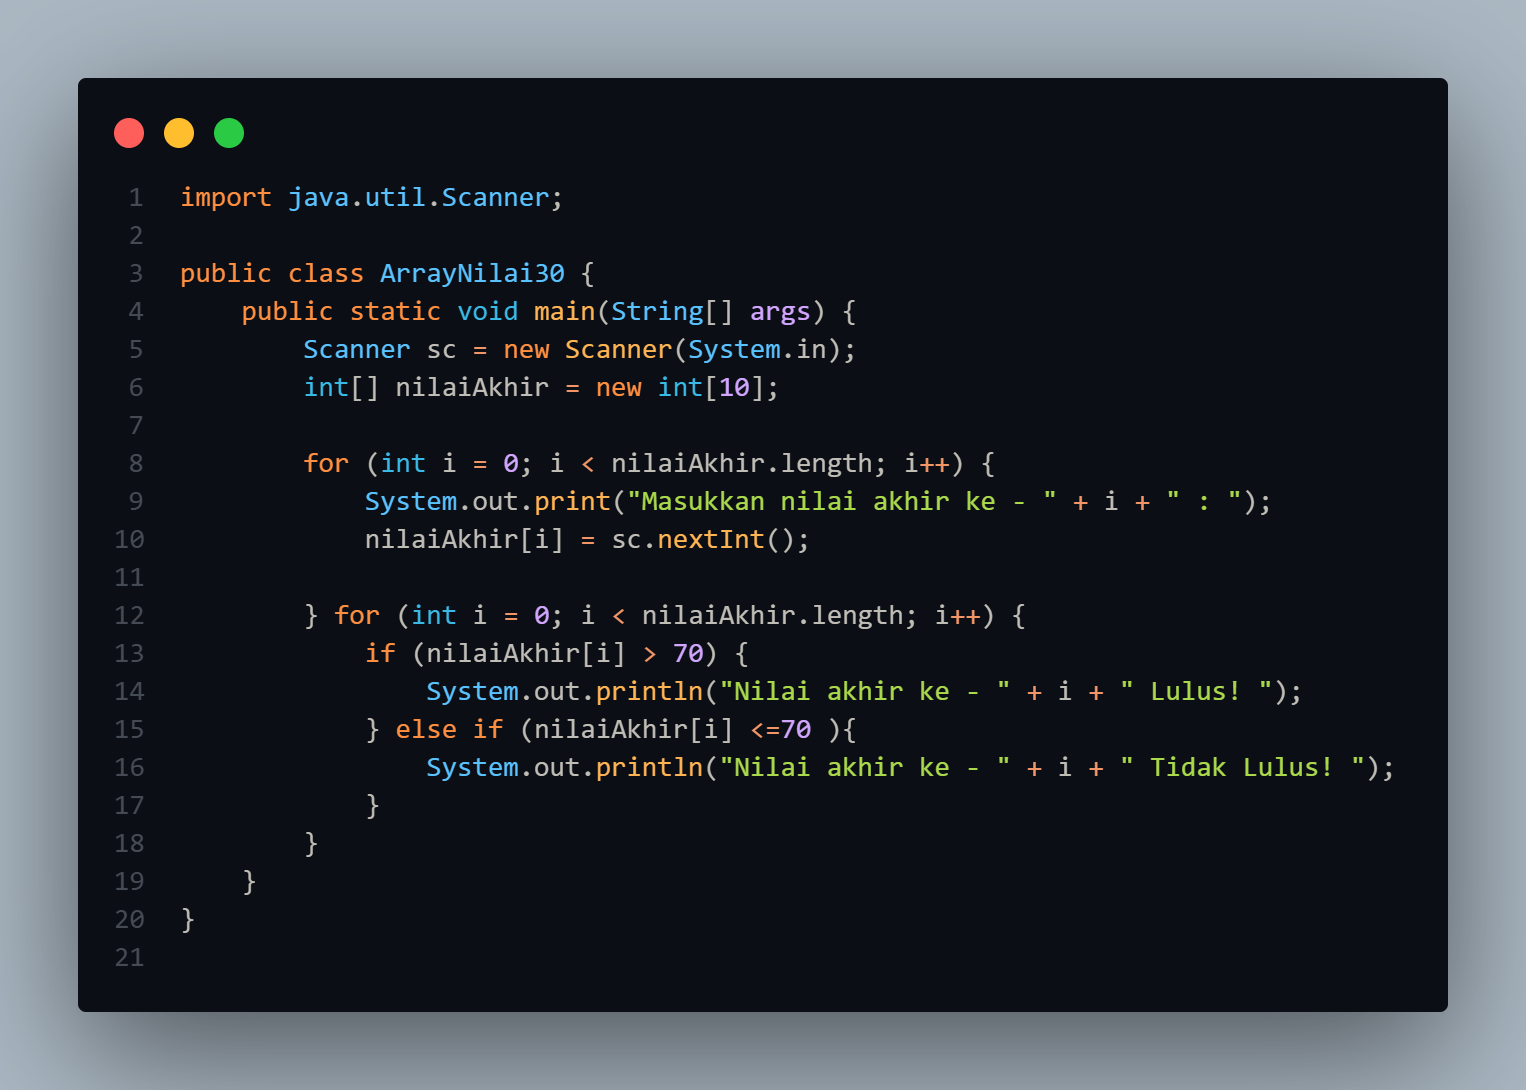 1 import java.util.Scanner;
2
3 public class ArrayNilai30 {
4     public static void main(String[] args) {
5         Scanner sc = new Scanner(System.in);
6         int[] nilaiAkhir = new int[10];
7
8         for (int i = 0; i < nilaiAkhir.length; i++) {
9             System.out.print("Masukkan nilai akhir ke - " + i + " : ");
10             nilaiAkhir[i] = sc.nextInt();
11
12         } for (int i = 0; i < nilaiAkhir.length; i++) {
13             if (nilaiAkhir[i] > 70) {
14                 System.out.println("Nilai akhir ke - " + i + " Lulus! ");
15             } else if (nilaiAkhir[i] <=70 ){
16                 System.out.println("Nilai akhir ke - " + i + " Tidak Lulus! ");
17             }
18         }
19     }
20 }
21